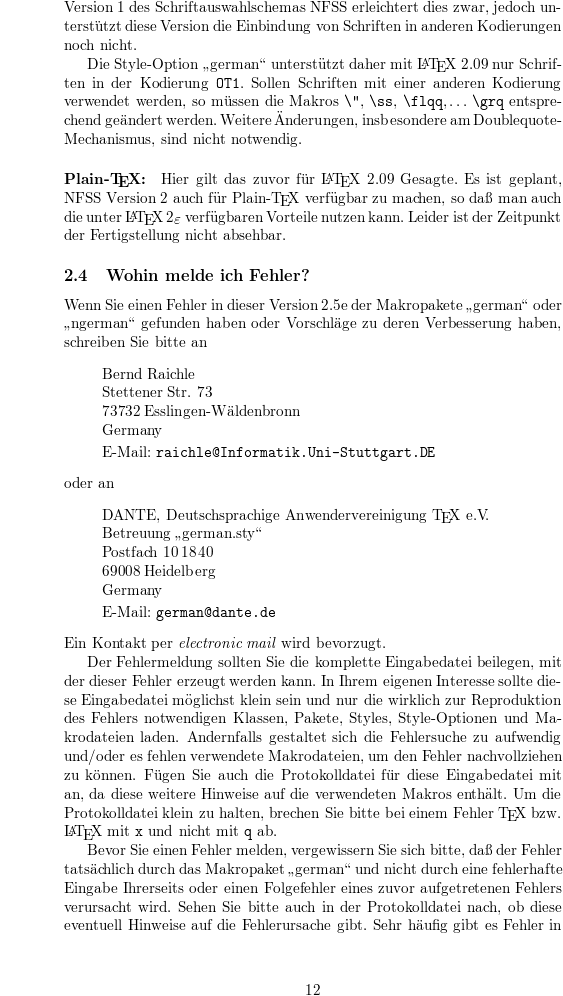 Version 1 des Schriftauswahlschemas NFSS erleichtert dies zwar, jedoch un-
terstützt diese Version die Einbindung von Schriften in anderen Kodierungen
noch nicht.
Die Style-Option „german“ unterstützt daher mit LATEX 2.09 nur Schrif-
ten in der Kodierung OT1. Sollen Schriften mit einer anderen Kodierung
verwendet werden, so müssen die Makros \", \ss, \flqq,... \grq entspre-
chend geändert werden. Weitere Änderungen, insbesondere am Doublequote-
Mechanismus, sind nicht notwendig.
Plain-TEX: Hier gilt das zuvor für LATEX 2.09 Gesagte. Es ist geplant,
NFSS Version 2 auch für Plain-TEX verfügbar zu machen, so daß man auch
die unter LATEX 2ε verfügbaren Vorteile nutzen kann. Leider ist der Zeitpunkt
der Fertigstellung nicht absehbar.
2.4 Wohin melde ich Fehler?
Wenn Sie einen Fehler in dieser Version 2.5e der Makropakete „german“ oder
„ngerman“ gefunden haben oder Vorschläge zu deren Verbesserung haben,
schreiben Sie bitte an
Bernd Raichle
Stettener Str. 73
73732 Esslingen-Wäldenbronn
Germany
E-Mail: raichle@Informatik.Uni-Stuttgart.DE
oder an
DANTE, Deutschsprachige Anwendervereinigung TEX e.V.
Betreuung „german.sty“
Postfach 10 18 40
69008 Heidelberg
Germany
E-Mail: german@dante.de
Ein Kontakt per electronic mail wird bevorzugt.
Der Fehlermeldung sollten Sie die komplette Eingabedatei beilegen, mit
der dieser Fehler erzeugt werden kann. In Ihrem eigenen Interesse sollte die-
se Eingabedatei möglichst klein sein und nur die wirklich zur Reproduktion
des Fehlers notwendigen Klassen, Pakete, Styles, Style-Optionen und Ma-
krodateien laden. Andernfalls gestaltet sich die Fehlersuche zu aufwendig
und/oder es fehlen verwendete Makrodateien, um den Fehler nachvollziehen
zu können. Fügen Sie auch die Protokolldatei für diese Eingabedatei mit
an, da diese weitere Hinweise auf die verwendeten Makros enthält. Um die
Protokolldatei klein zu halten, brechen Sie bitte bei einem Fehler TEX bzw.
LATEX mit x und nicht mit q ab.
Bevor Sie einen Fehler melden, vergewissern Sie sich bitte, daß der Fehler
tatsächlich durch das Makropaket „german“ und nicht durch eine fehlerhafte
Eingabe Ihrerseits oder einen Folgefehler eines zuvor aufgetretenen Fehlers
verursacht wird. Sehen Sie bitte auch in der Protokolldatei nach, ob diese
eventuell Hinweise auf die Fehlerursache gibt. Sehr häufig gibt es Fehler in
12